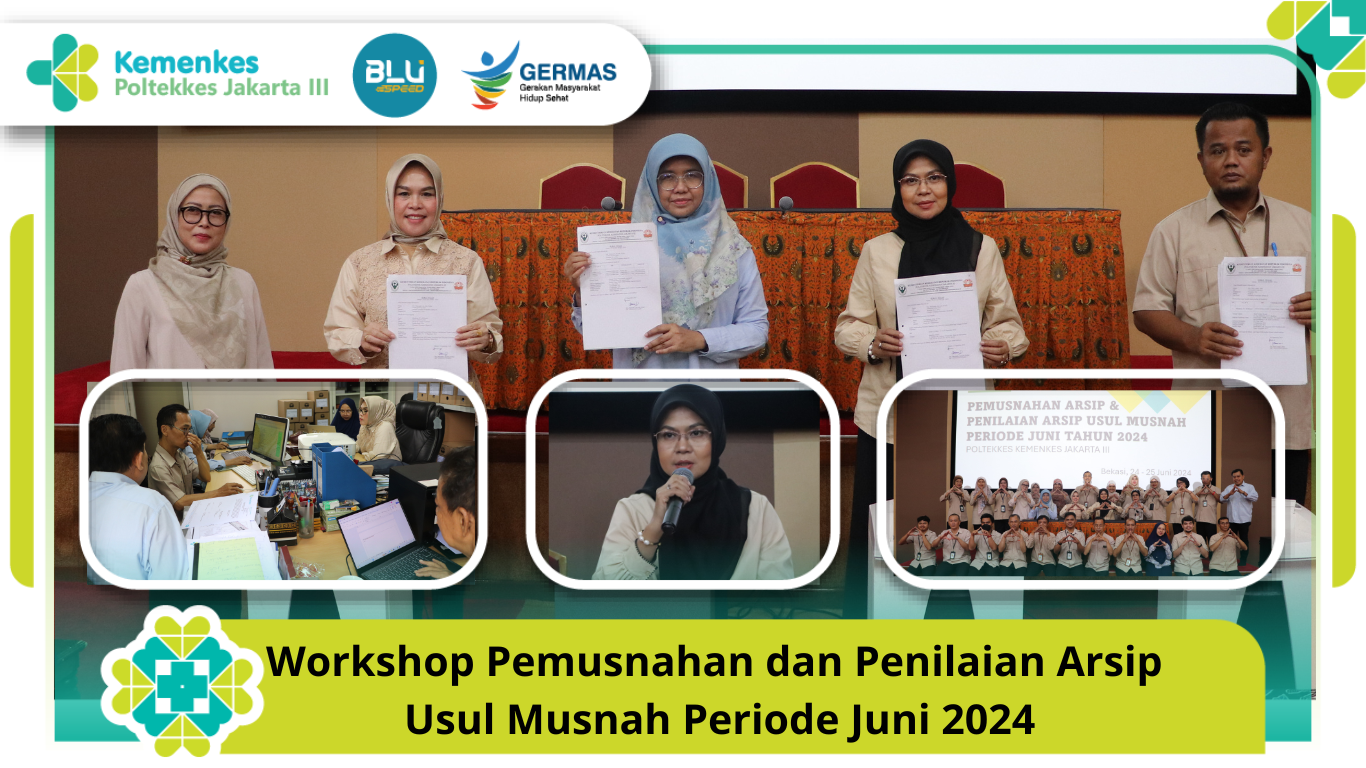 Kemenkes
Poltekkes Jakarta III
BLU
SPEED
GERMAS
Gerakan Masyarakat
Hidup Sehat
PEMUSNAHAN ARSIP &
PENILAIAN ARSIP USUL MUSNAH
PERIODE JUNI TAHUN 2024
POLTEKKES KEMENKES JAKARTA III
Bekasi, 24 - 25 Juni 2024
Workshop Pemusnahan dan Penilaian Arsip
Usul Musnah Periode Juni 2024